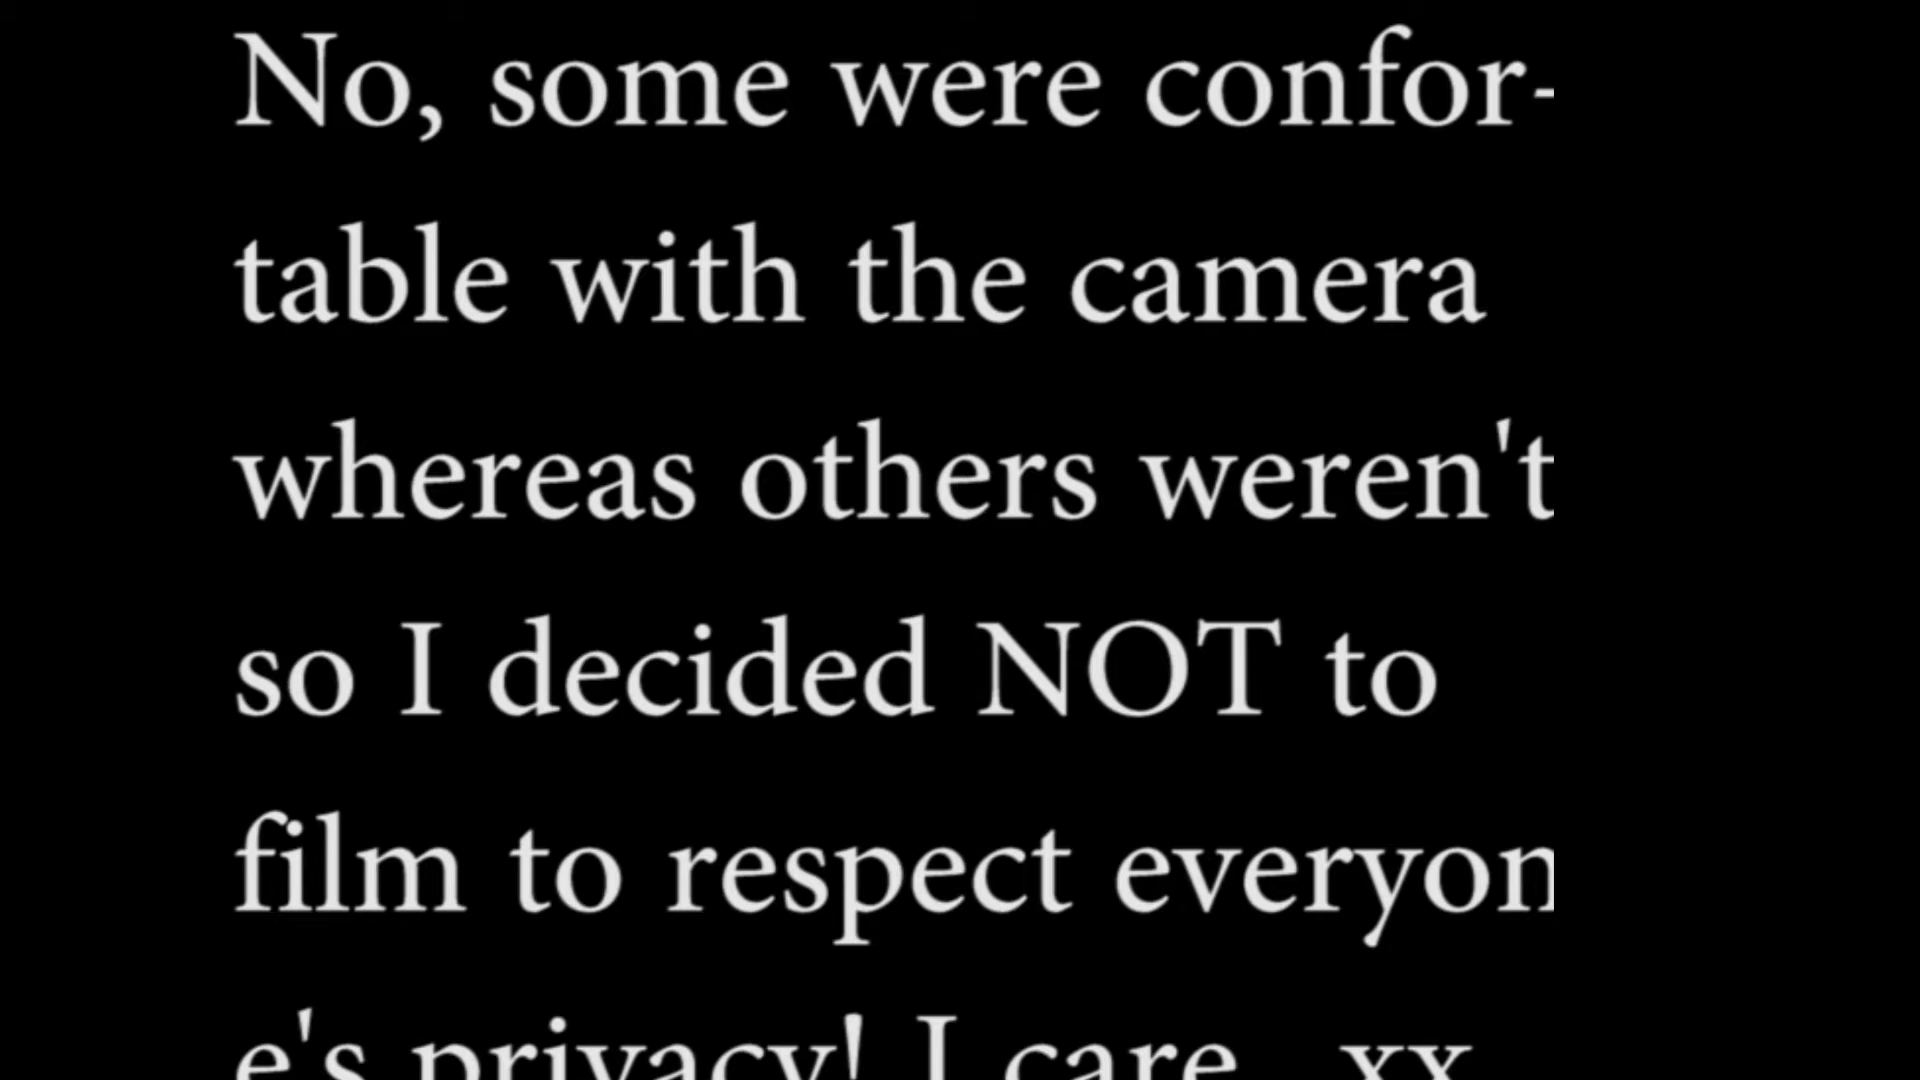 No, some were confor-
table with the camera
whereas others weren't
so I decided NOT to
film to respect everyon
e's privacy! I care xx